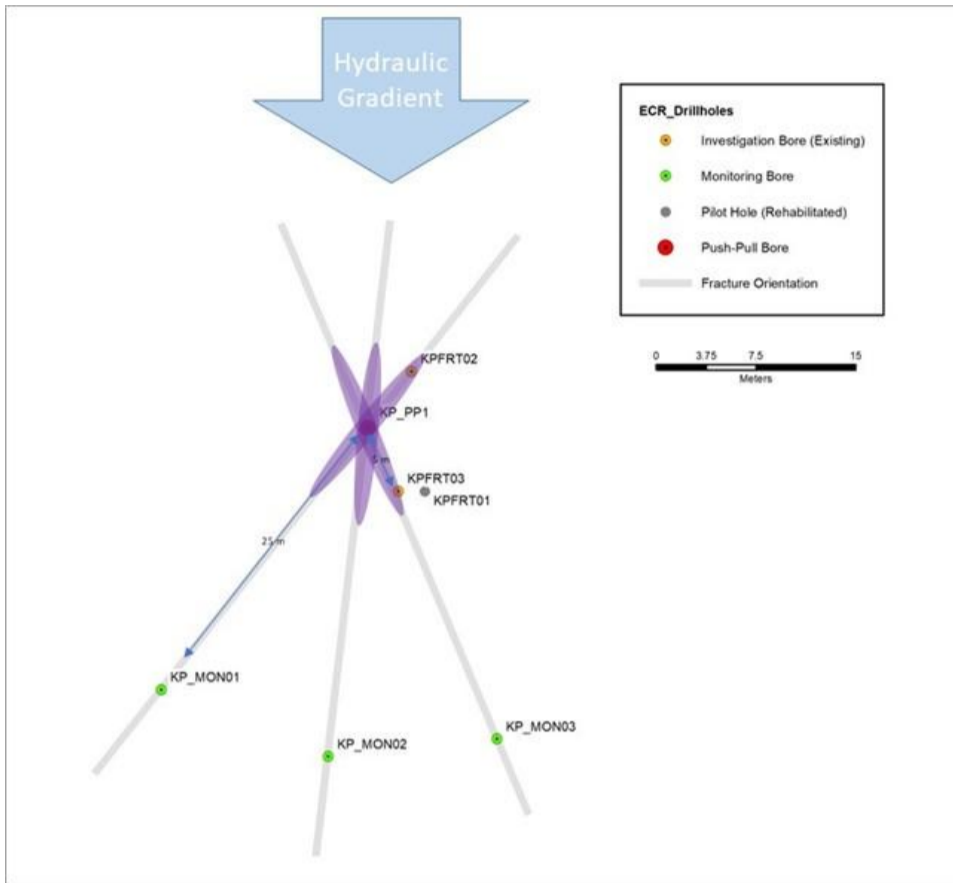 Hydraulic
Gradient
ECR_Drillholes
Investigation Bore (Existing)
Monitoring Bore
Pilot Hole (Rehabilitated)
Push-Pull Bore
Fracture Orientation
0 3.75 7.5 15
Meters
KPFRT02
KP_PP1
5 m
KPFRT03
KPFRT01
25 m
KP_MON01
KP_MON02
KP_MON03